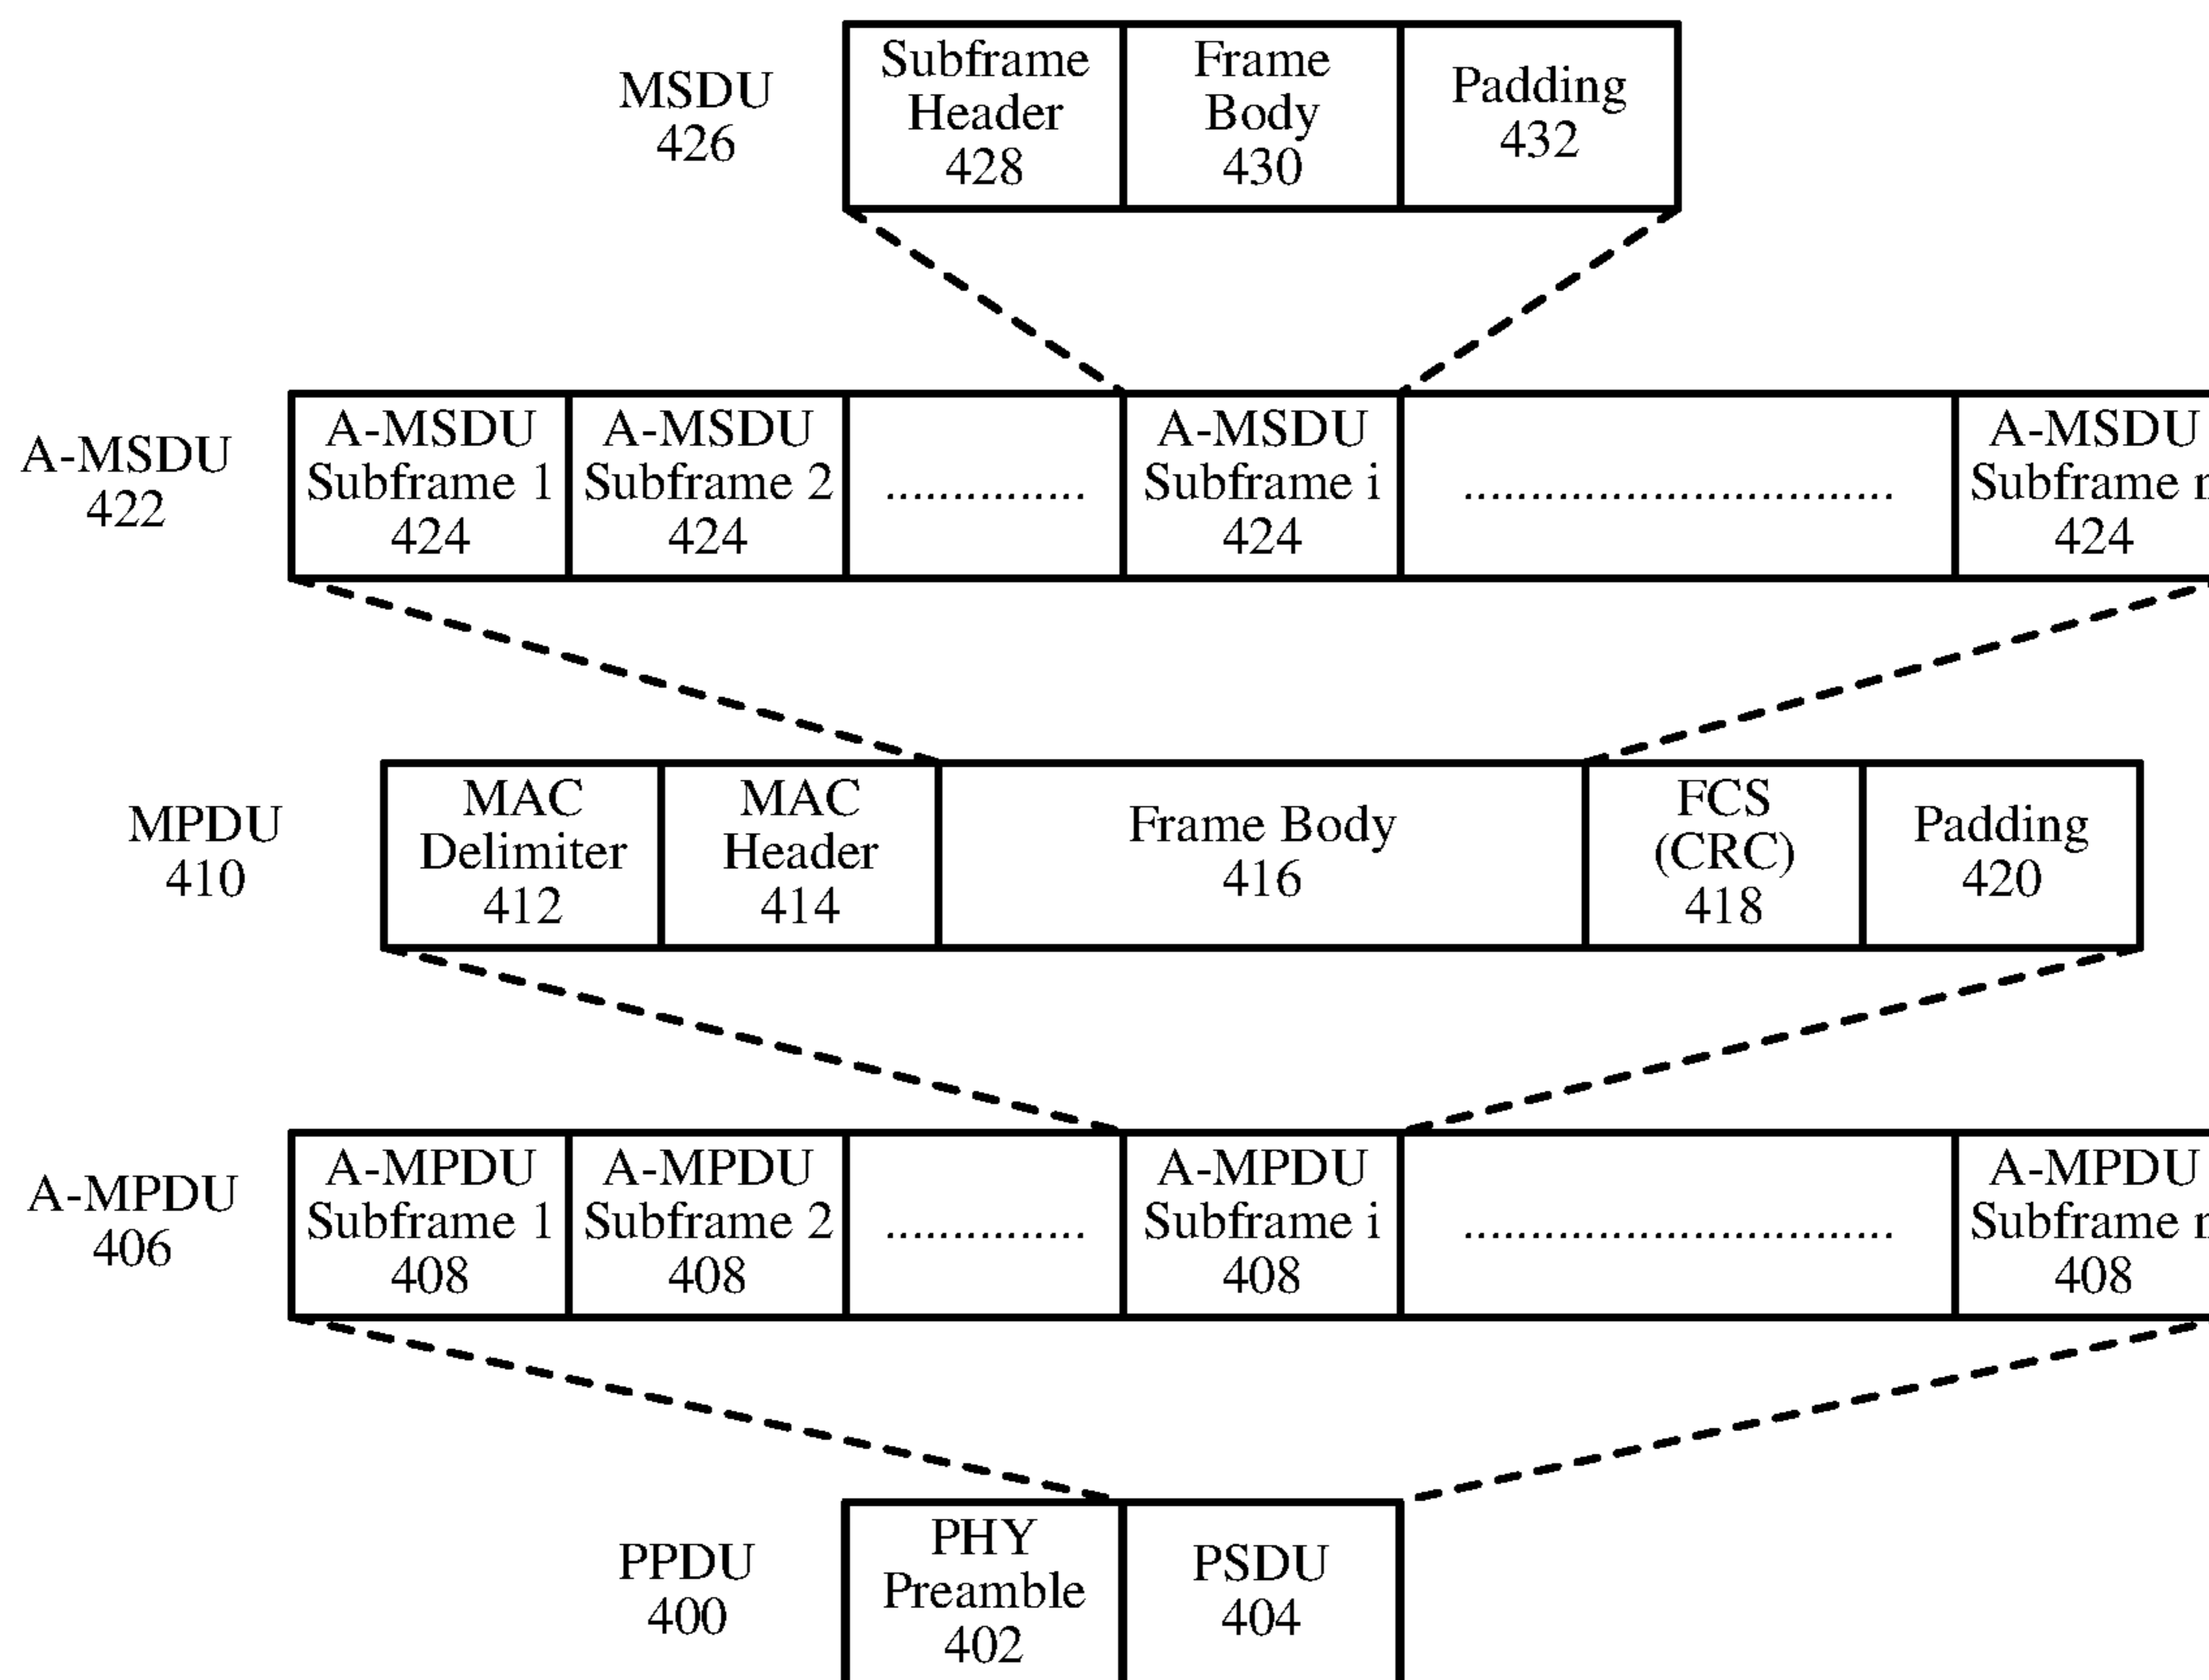 MSDU
426
Subframe
Header
428
Frame
Body
430
Padding
432
A-MSDU
422
A-MSDU
Subframe 1
424
A-MSDU
Subframe 2
424
...............
A-MSDU
Subframe i
424
................................
A-MSDU
Subframe
424
MPDU
410
MAC
Delimiter
412
MAC
Header
414
Frame Body
416
FCS
(CRC)
418
Padding
420
A-MPDU
406
A-MPDU
Subframe 1
408
A-MPDU
Subframe 2
408
...............
A-MPDU
Subframe i
408
................................
A-MPDU
Subframe
408
PPDU
400
PHY
Preamble
402
PSDU
404